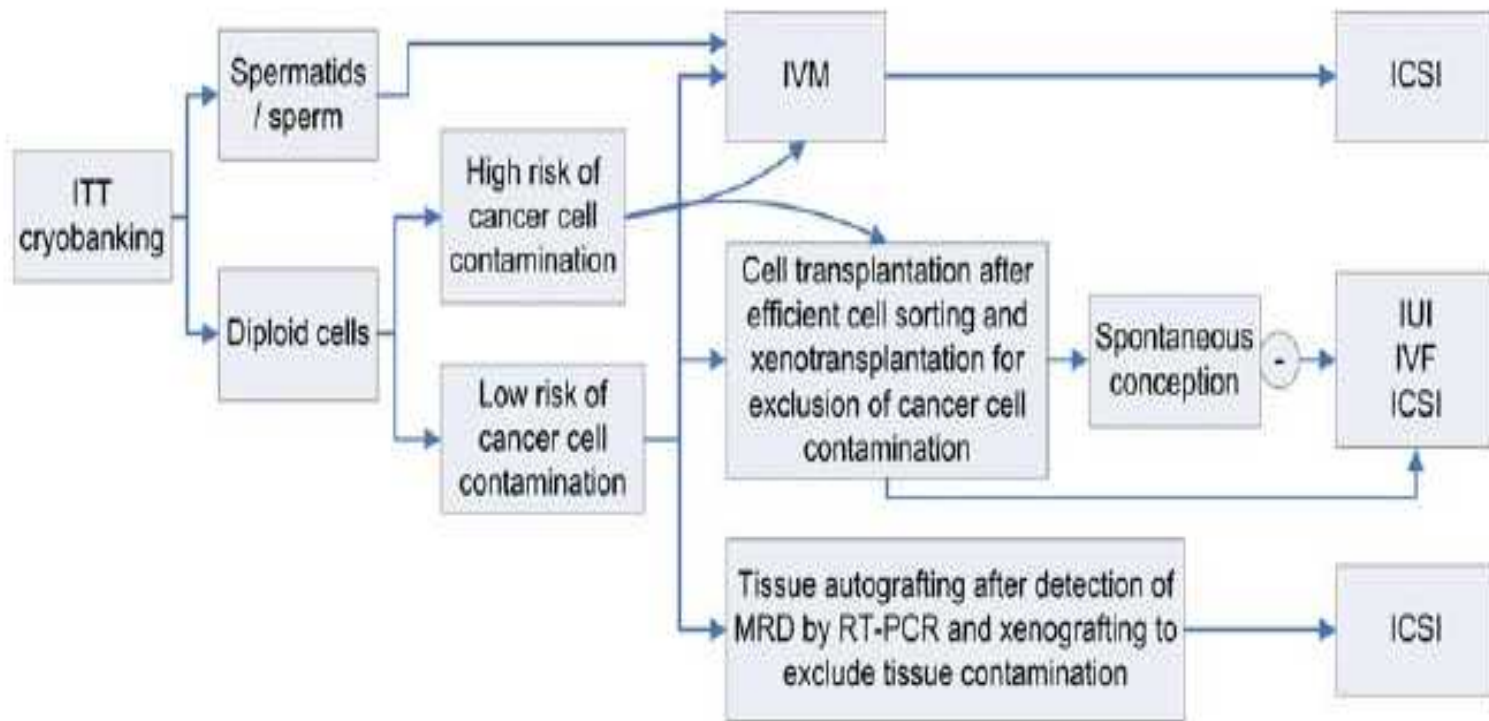 ITT
cryobanking
Spermatids
/ sperm
Diploid cells
High risk of
cancer cell
contamination
Low risk of
cancer cell
contamination
IVM
ICSI
Cell transplantation after
efficient cell sorting and
xenotransplantation for
exclusion of cancer cell
contamination
Spontaneous
conception
-
IUI
IVF
ICSI
Tissue autografting after detection of
MRD by RT-PCR and xenografting to
exclude tissue contamination
ICSI